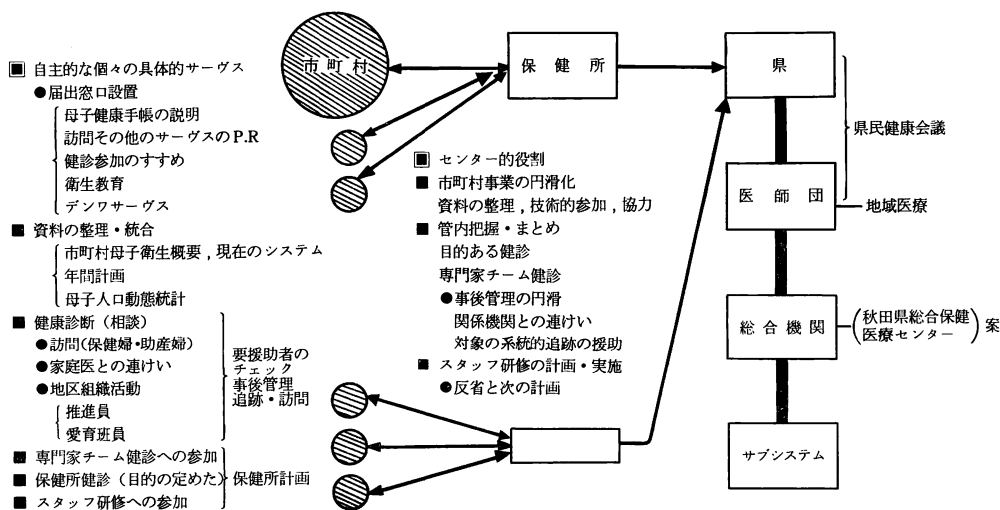 市町村
保健所
県
県民健康会議
医師団
地域医療
総合機関
(秋田県総合保健医療センター)案
サブシステム
■ 自主的な個々の具体的サーヴス
●届出窓口設置
母子健康手帳の説明
訪問その他のサーヴスのP.R
健診参加のすすめ
衛生教育
デンワサーヴス
■ 資料の整理・統合
市町村母子衛生概要，現在のシステム
年間計画
母子人口動態統計
■ 健康診断（相談）
●訪問(保健婦・助産婦)
●家庭医との連けい
●地区組織活動
推進員
愛育班員
要援助者の
チェック
事後管理
追跡・訪問
■ 専門家チーム健診への参加
■ 保健所健診（目的の定めた）
■ スタッフ研修への参加
保健所計画
■ センター的役割
■ 市町村事業の円滑化
資料の整理，技術的参加，協力
■ 管内把握・まとめ
目的ある健診
専門家チーム健診
●事後管理の円滑
関係機関との連けい
対象の系統的追跡の援助
■ スタッフ研修の計画・実施
●反省と次の計画